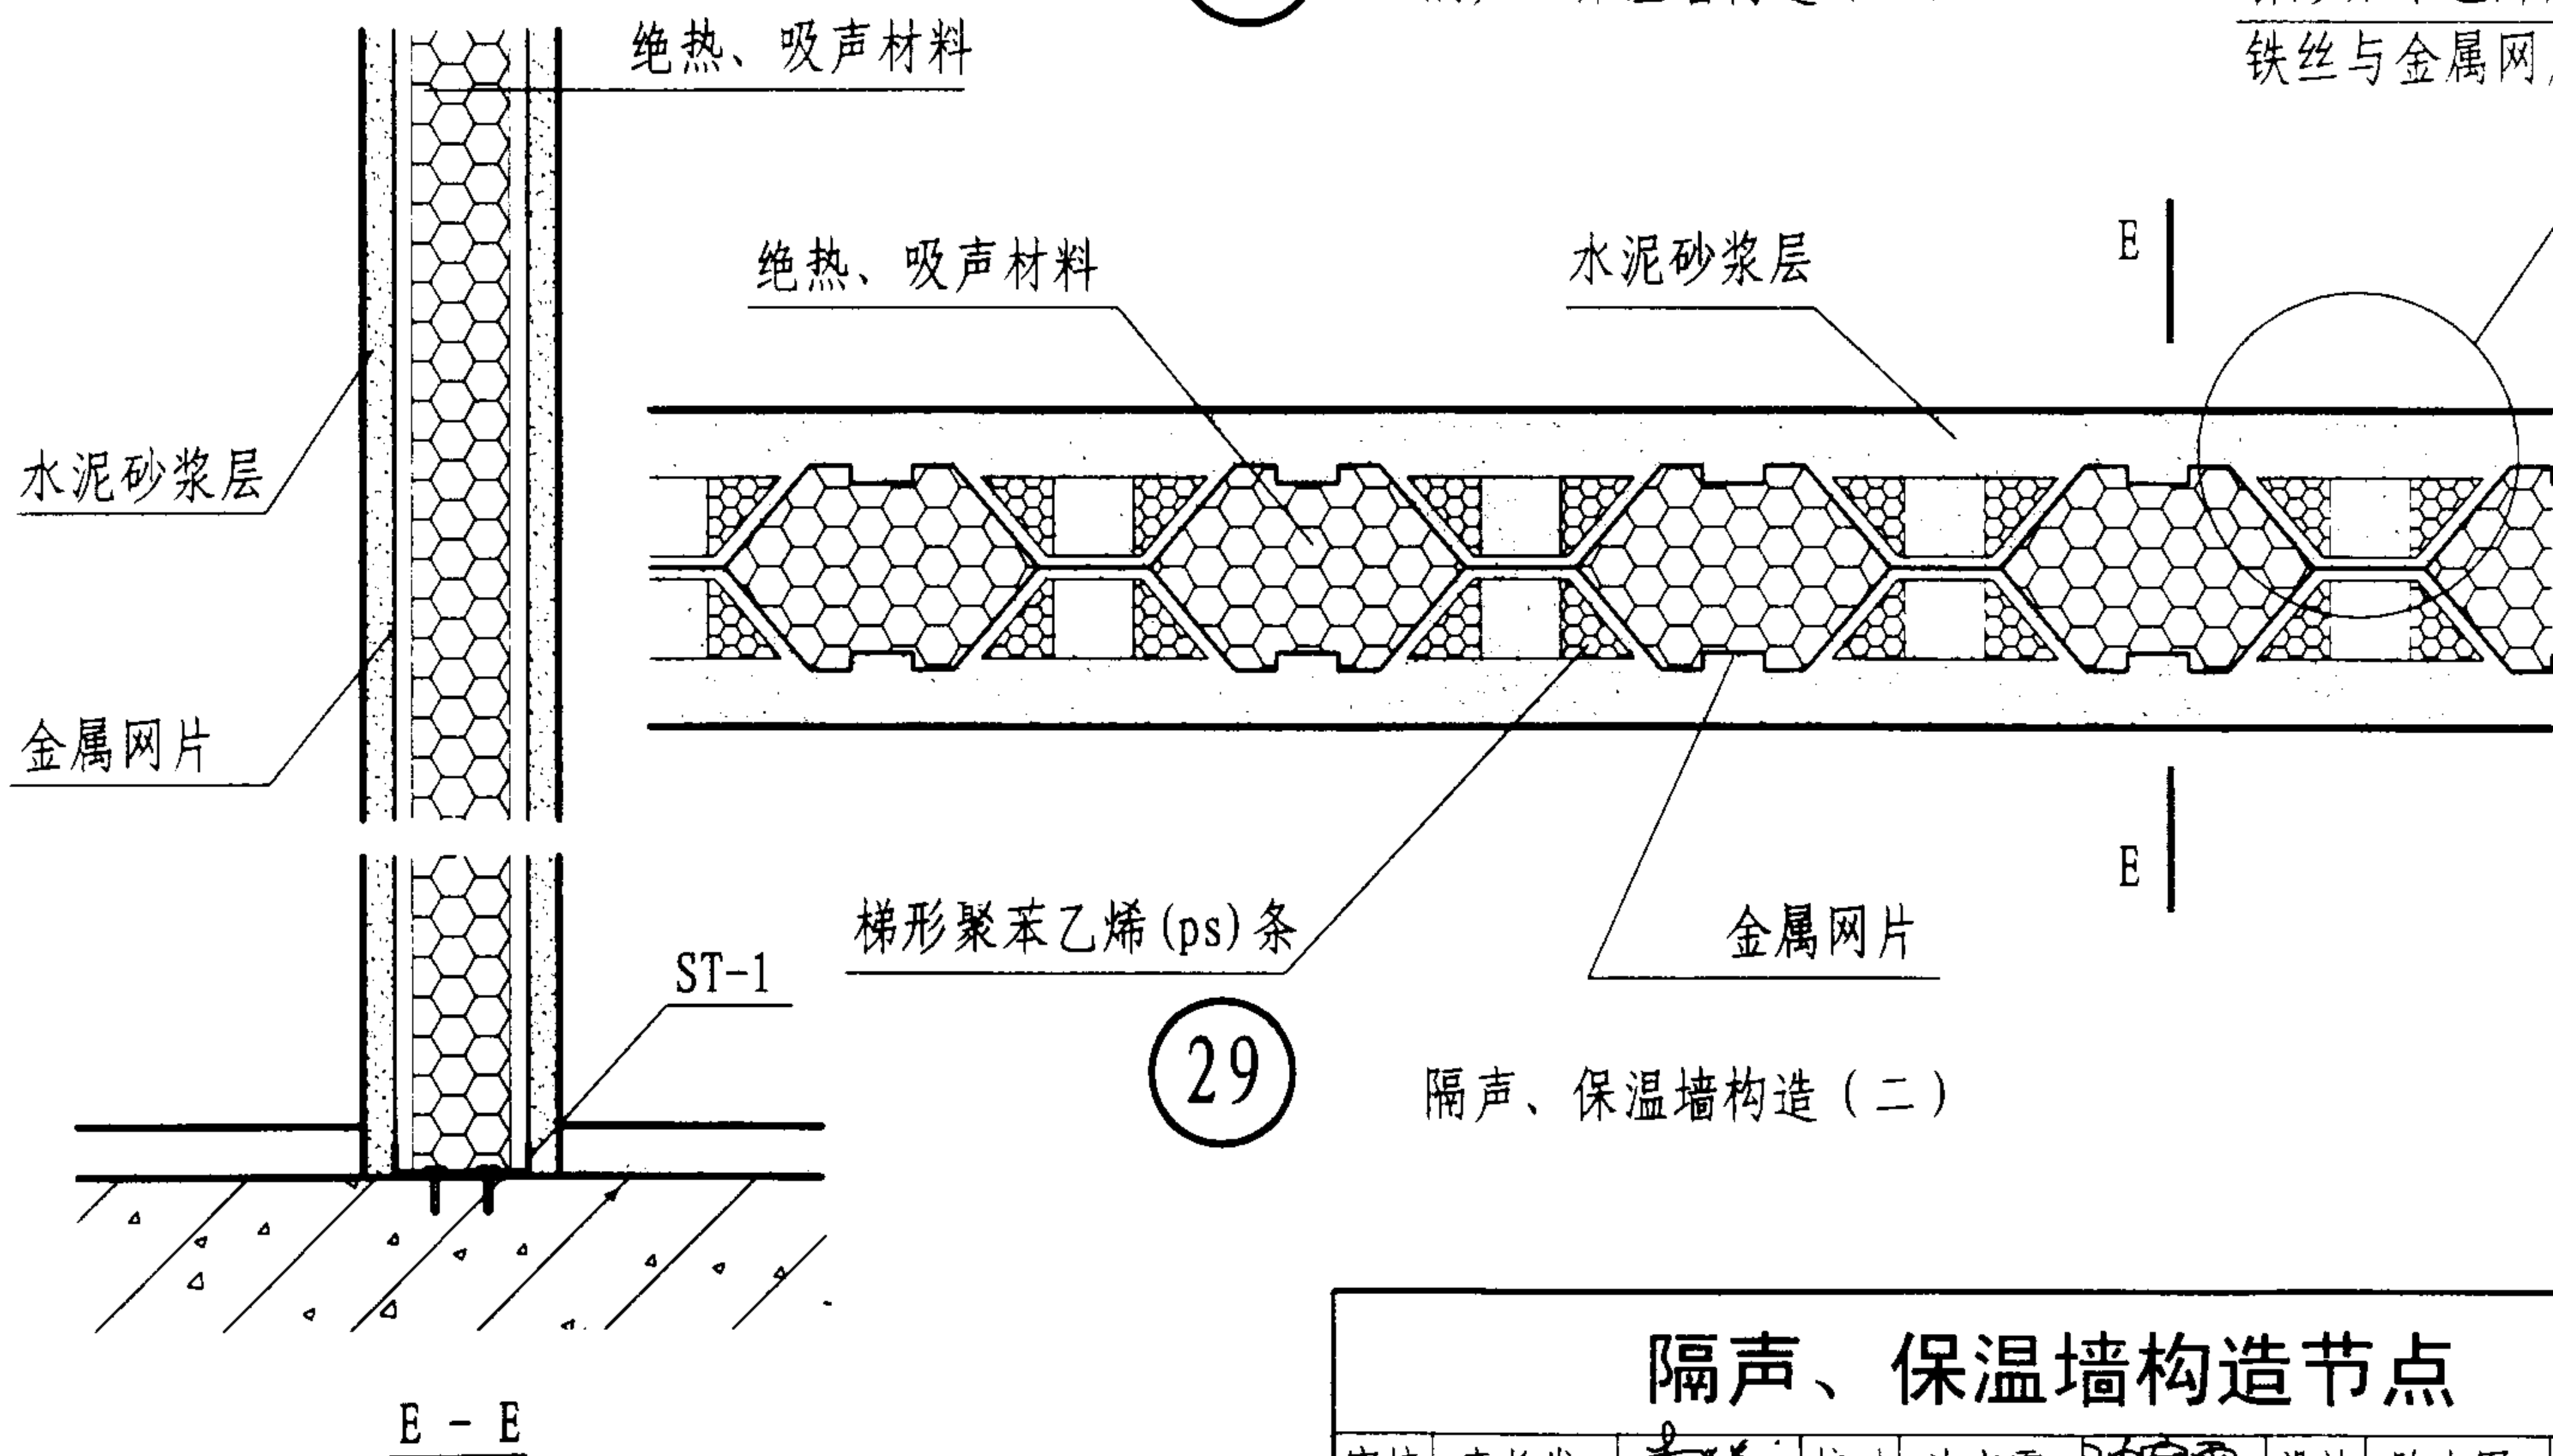 绝热、吸声材料
铁丝与金属网
绝热、吸声材料
水泥砂浆层
E
水泥砂浆层
金属网片
E
梯形聚苯乙烯(ps)条
金属网片
ST-1
29
隔声、保温墙构造(二)
隔声、保温墙构造节点
E - E